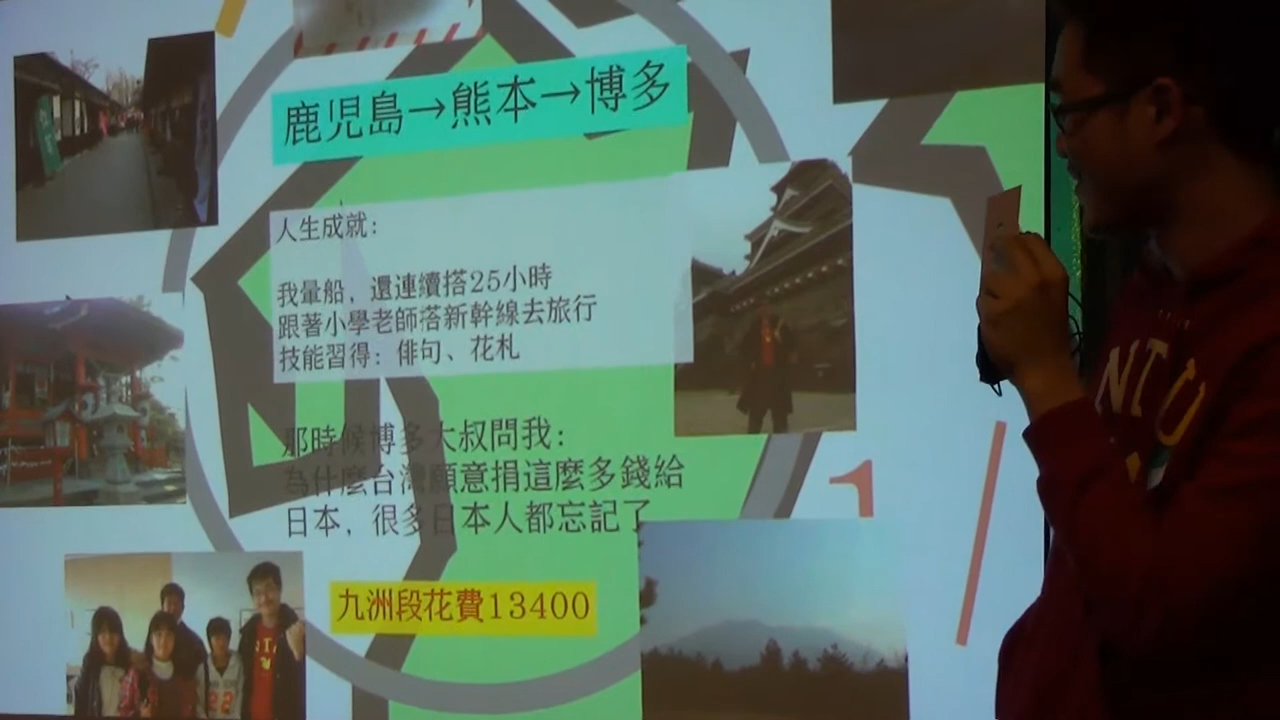 鹿児島→熊本→博多
人生成就:
我暈船，還連續搭25小時
跟著小學老師搭新幹線去旅行
技能習得: 俳句、花札
那時候博多大叔問我:
為什麼台灣願意捐這麼多錢給
日本，很多日本人都忘記了
九洲段花費13400
1
NTU